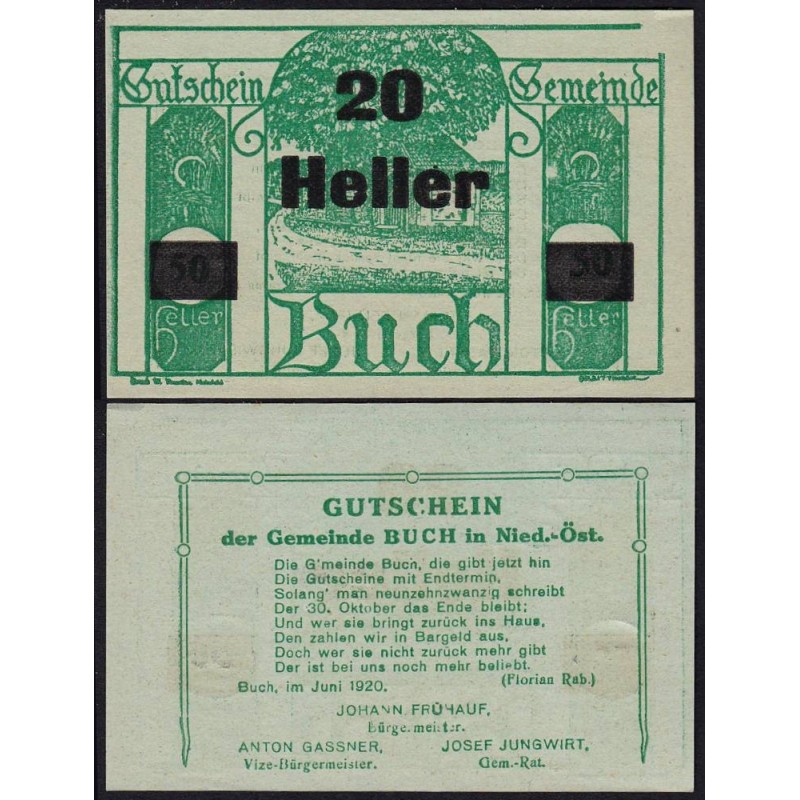 Gutschein Gemeinde
20
Heller
50 50
Heller Heller
Buch
GUTSCHEIN
der Gemeinde BUCH in Nied.-Öst.
Die G'meinde Buch, die gibt jetzt hin
Die Gutscheine mit Endtermin,
Solang' man neunzehnzwanzig schreibt
Der 30. Oktober das Ende bleibt;
Und wer sie bringt zurück ins Haus,
Den zahlen wir in Bargeld aus,
Doch wer sie nicht zurück mehr gibt
Der ist bei uns noch mehr beliebt.
(Florian Rab.)
Buch, im Juni 1920.
JOHANN FRÜHAUF,
Bürgermeister.
ANTON GASSNER, JOSEF JUNGWIRT,
Vize-Bürgermeister. Gem.-Rat.